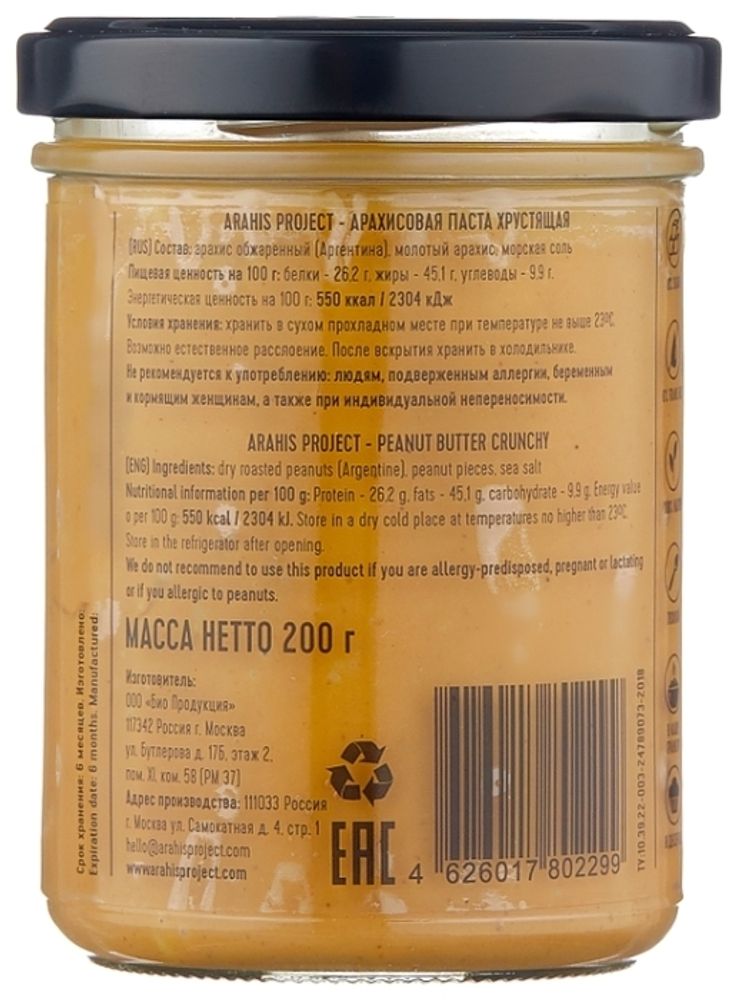 ARAHIS PROJECT - АРАХИСОВАЯ ПАСТА ХРУСТЯЩАЯ
(RUS) Состав: арахис обжаренный (Аргентина), молотый арахис, морская соль
Пищевая ценность на 100 г: белки - 26,2 г, жиры - 45,1 г, углеводы - 9,9 г.
Энергетическая ценность на 100 г: 550 ккал / 2304 кДж
Условия хранения: хранить в сухом прохладном месте при температуре не выше 23ºC.
Возможно естественное расслоение. После вскрытия хранить в холодильнике.
Не рекомендуется к употреблению: людям, подверженным аллергии, беременным
и кормящим женщинам, а также при индивидуальной непереносимости.
ARAHIS PROJECT - PEANUT BUTTER CRUNCHY
(ENG) Ingredients: dry roasted peanuts (Argentine), peanut pieces, sea salt
Nutritional information per 100 g: Protein - 26,2 g, fats - 45,1 g, carbohydrate - 9,9 g. Energy value
o per 100 g: 550 kcal / 2304 kJ. Store in a dry cold place at temperatures no higher than 23ºC.
Store in the refrigerator after opening.
We do not recommend to use this product if you are allergy-predisposed, pregnant or lactating
or if you allergic to peanuts.
МАССА НЕТТО 200 г
Изготовитель:
ООО «Био Продукция»
117342 Россия г. Москва
ул. Бутлерова д. 17Б, этаж 2,
пом. XI, ком. 58 (РМ 37)
Адрес производства: 111033 Россия
г. Москва ул. Самокатная д. 4, стр. 1
hello@arahisproject.com
www.arahisproject.com
EAC
4 626017 802299
Срок хранения: 6 месяцев. Изготовлено:
Expiration date: 6 months. Manufactured:
ТУ:10.39.22-003-24789073-2018